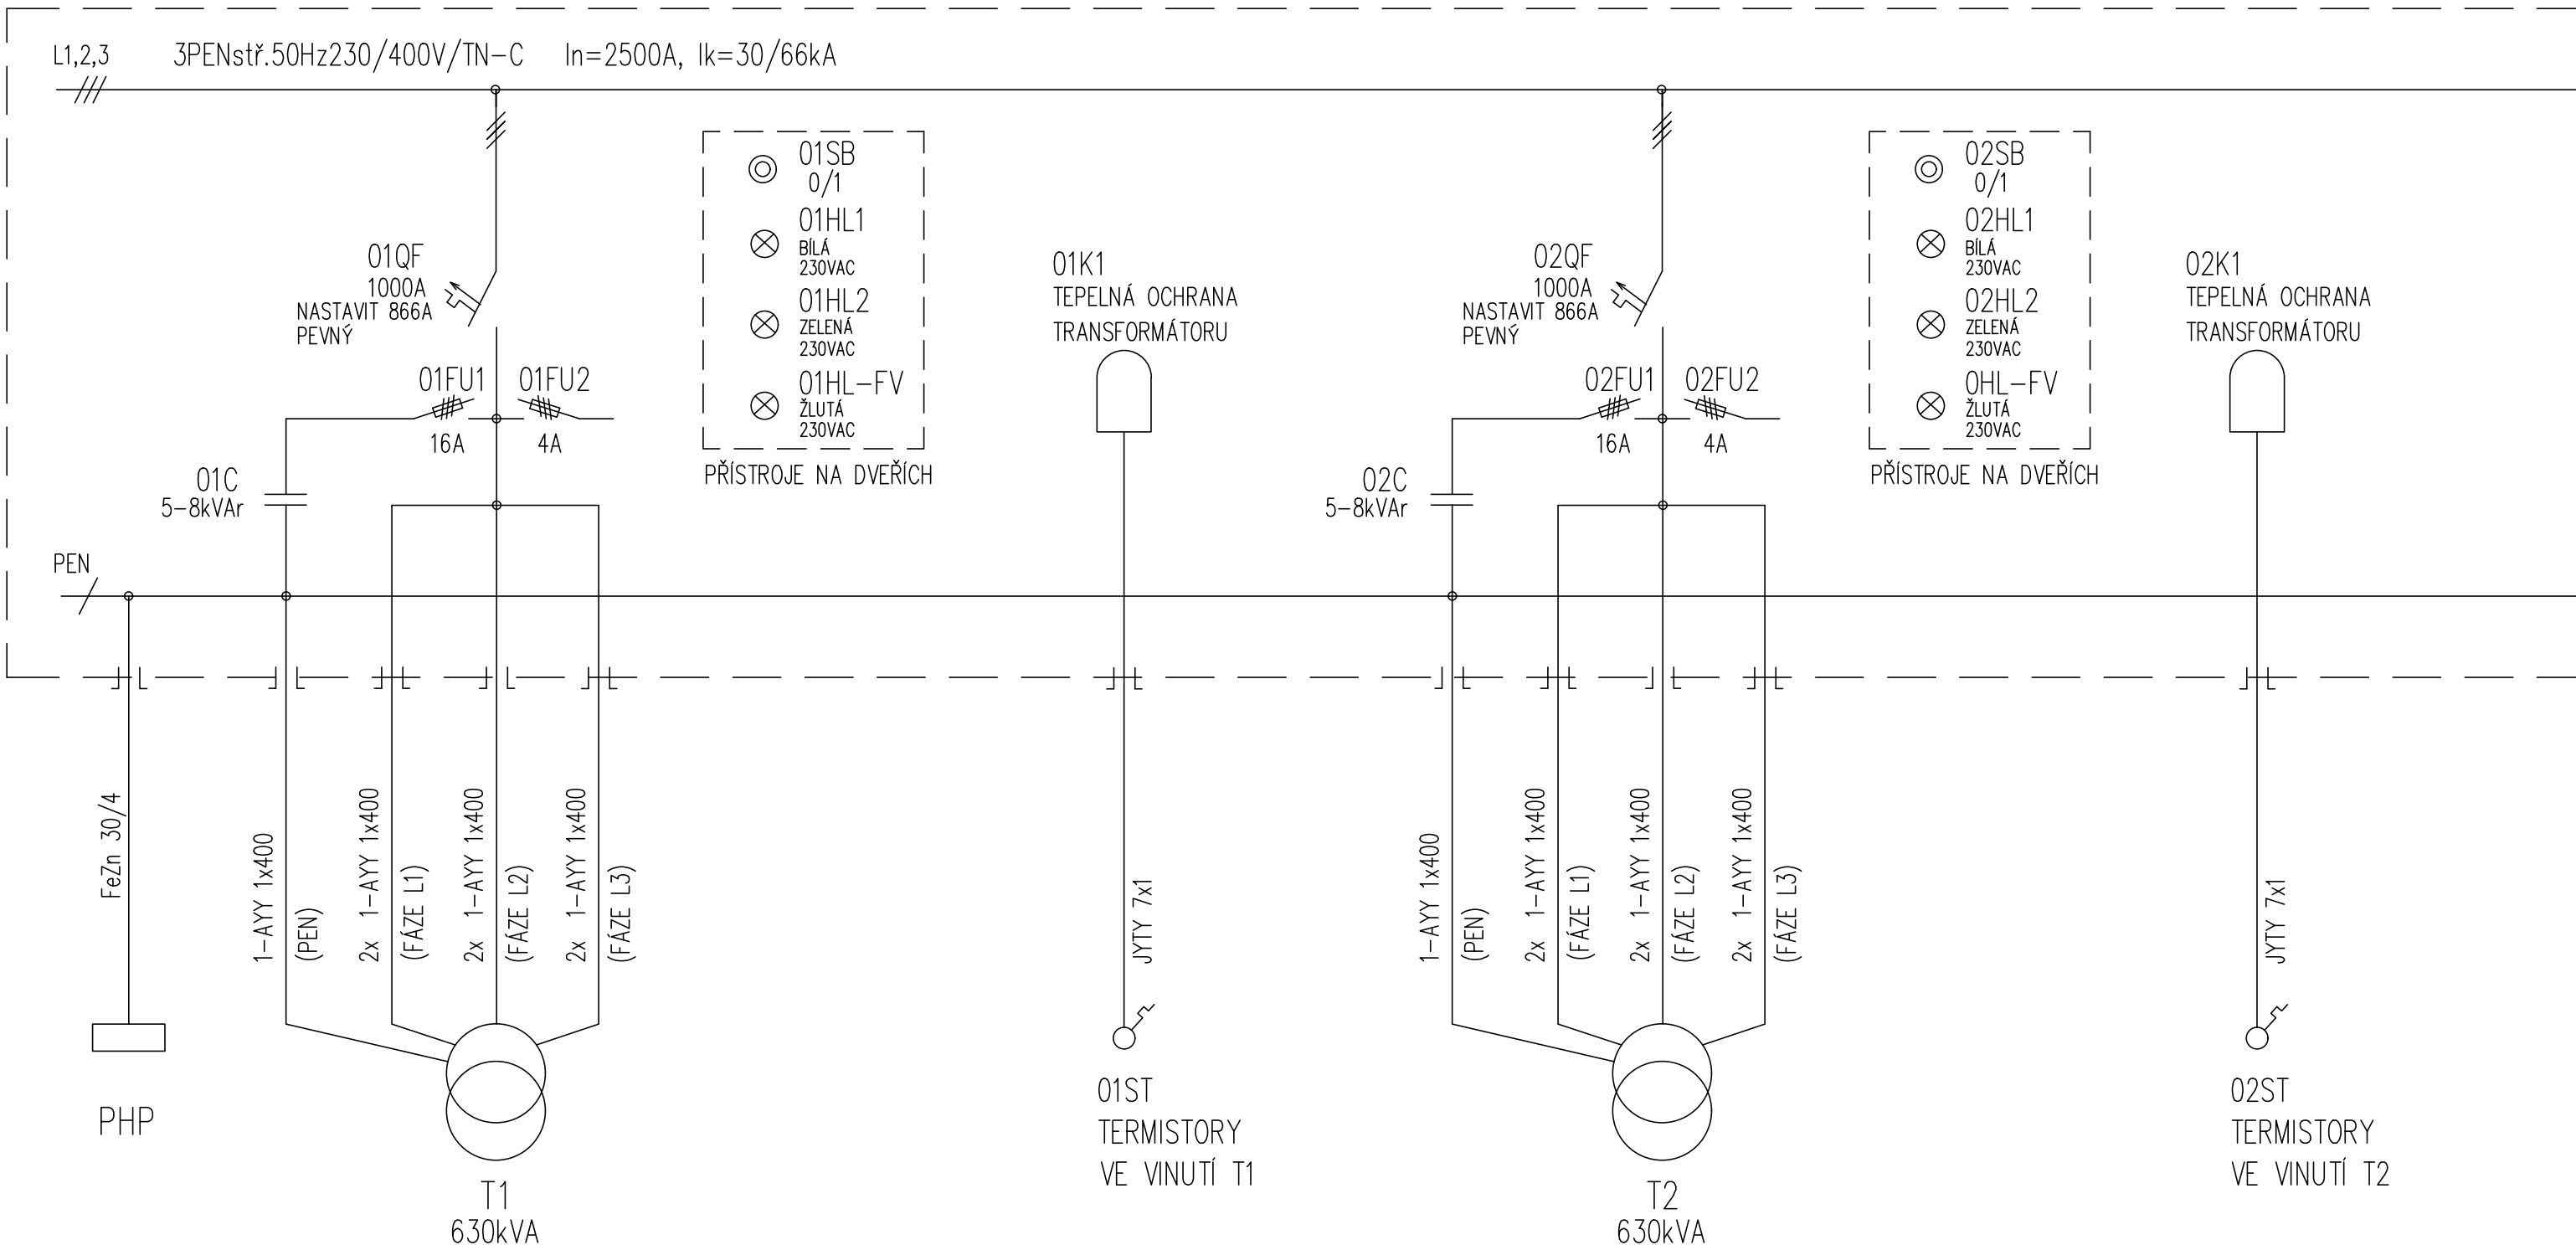 L1,2,3
3PENstř.50Hz230/400V/TN-C In=2500A, Ik=30/66kA
01QF
1000A
NASTAVIT 866A
PEVNÝ
01FU1
16A
01FU2
4A
01C
5-8kVAr
01SB
0/1
01HL1
BÍLÁ
230VAC
01HL2
ZELENÁ
230VAC
01HL-FV
ŽLUTÁ
230VAC
PŘÍSTROJE NA DVEŘÍCH
01K1
TEPELNÁ OCHRANA
TRANSFORMÁTORU
02QF
1000A
NASTAVIT 866A
PEVNÝ
02FU1
16A
02FU2
4A
02C
5-8kVAr
02SB
0/1
02HL1
BÍLÁ
230VAC
02HL2
ZELENÁ
230VAC
0HL-FV
ŽLUTÁ
230VAC
PŘÍSTROJE NA DVEŘÍCH
02K1
TEPELNÁ OCHRANA
TRANSFORMÁTORU
PEN
FeZn 30/4
1-AYY 1x400
(PEN)
2x 1-AYY 1x400
(FÁZE L1)
2x 1-AYY 1x400
(FÁZE L2)
2x 1-AYY 1x400
(FÁZE L3)
JYTY 7x1
1-AYY 1x400
(PEN)
2x 1-AYY 1x400
(FÁZE L1)
2x 1-AYY 1x400
(FÁZE L2)
2x 1-AYY 1x400
(FÁZE L3)
JYTY 7x1
PHP
T1
630kVA
01ST
TERMISTORY
VE VINUTÍ T1
T2
630kVA
02ST
TERMISTORY
VE VINUTÍ T2